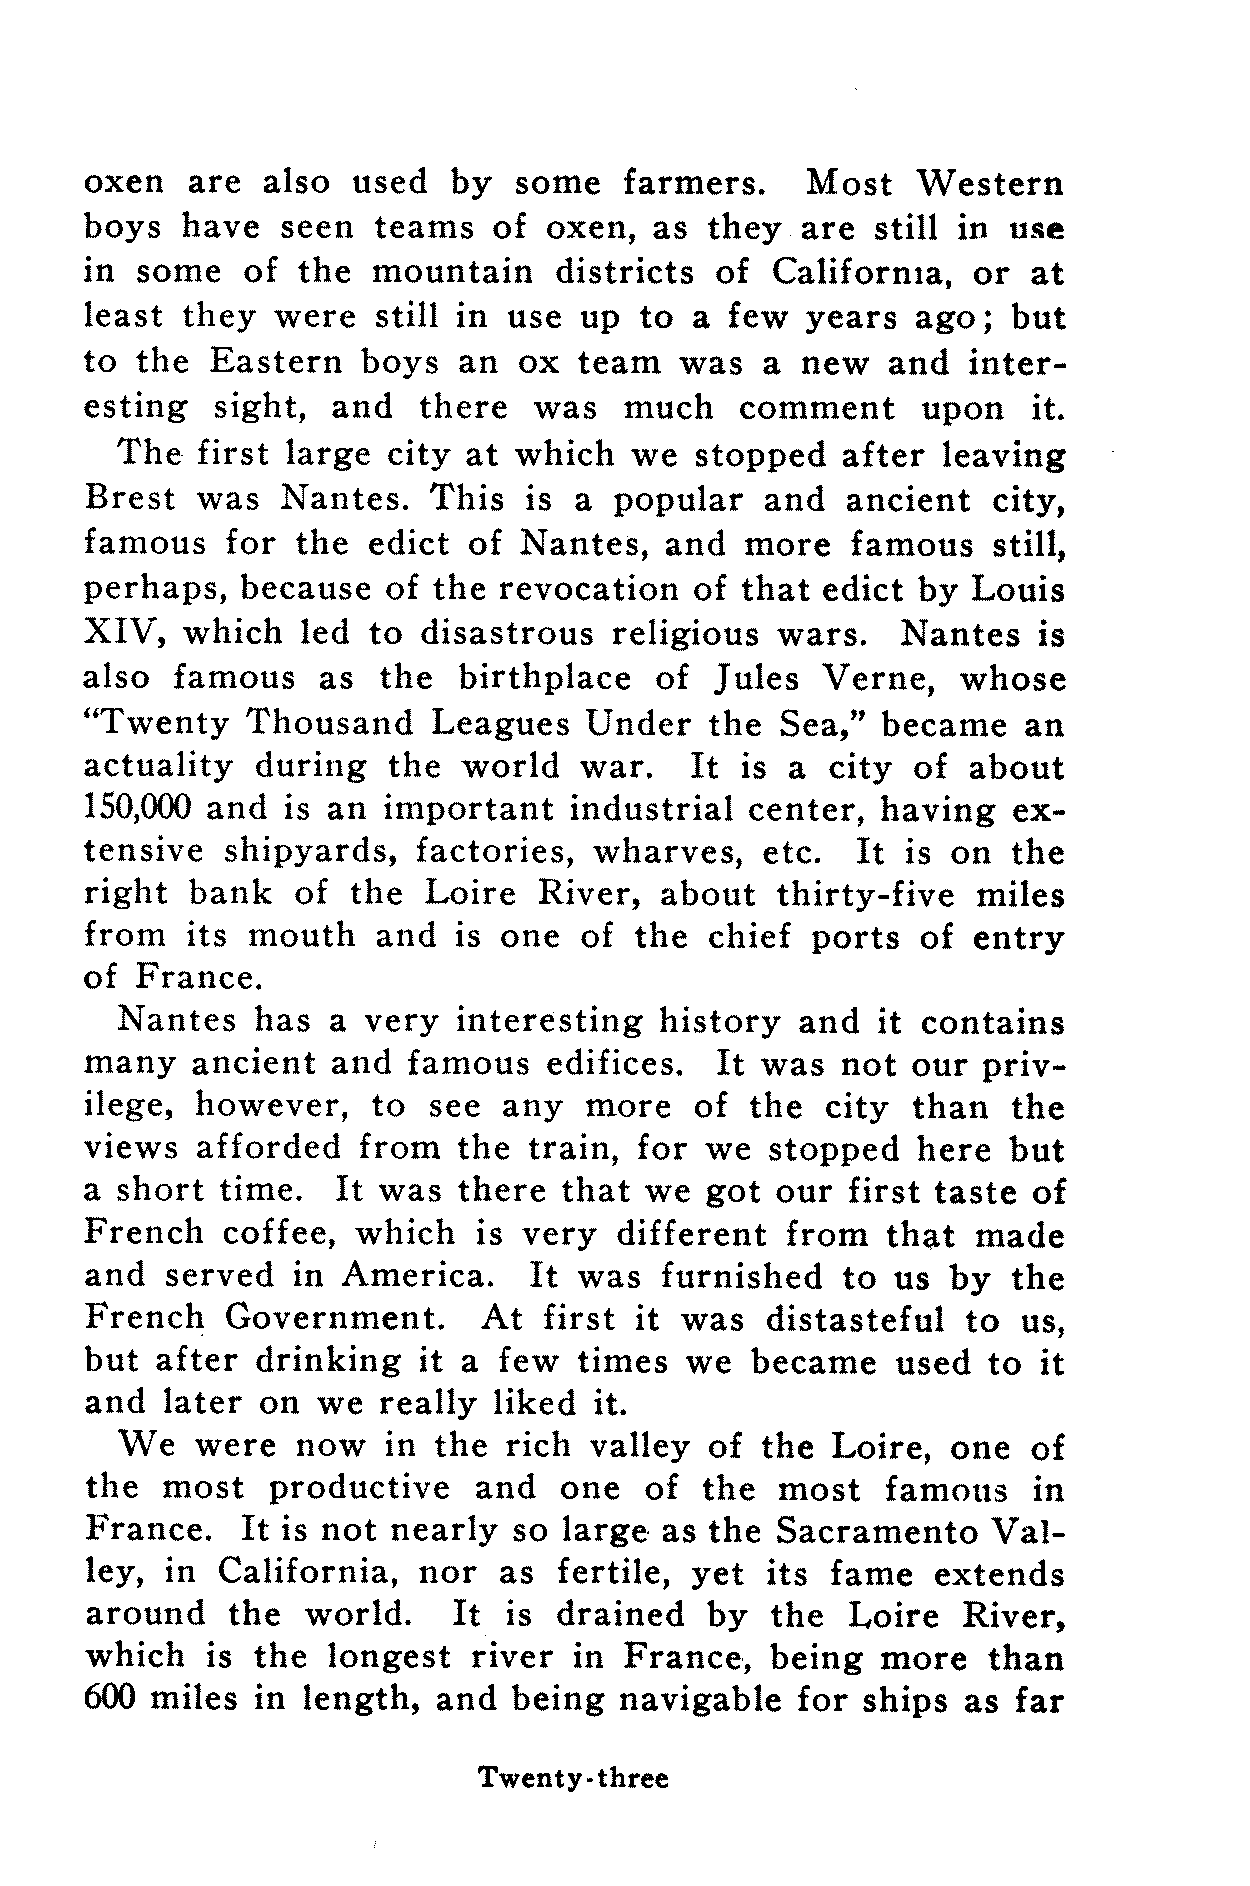 oxen are also used by some farmers. Most Western
boys have seen teams of oxen, as they are still in use
in some of the mountain districts of California, or at
least they were still in use up to a few years ago; but
to the Eastern boys an ox team was a new and inter-
esting sight, and there was much comment upon it.
The first large city at which we stopped after leaving
Brest was Nantes. This is a popular and ancient city,
famous for the edict of Nantes, and more famous still,
perhaps, because of the revocation of that edict by Louis
XIV, which led to disastrous religious wars. Nantes is
also famous as the birthplace of Jules Verne, whose
“Twenty Thousand Leagues Under the Sea,” became an
actuality during the world war. It is a city of about
150,000 and is an important industrial center, having ex-
tensive shipyards, factories, wharves, etc. It is on the
right bank of the Loire River, about thirty-five miles
from its mouth and is one of the chief ports of entry
of France.
Nantes has a very interesting history and it contains
many ancient and famous edifices. It was not our priv-
ilege, however, to see any more of the city than the
views afforded from the train, for we stopped here but
a short time. It was there that we got our first taste of
French coffee, which is very different from that made
and served in America. It was furnished to us by the
French Government. At first it was distasteful to us,
but after drinking it a few times we became used to it
and later on we really liked it.
We were now in the rich valley of the Loire, one of
the most productive and one of the most famous in
France. It is not nearly so large as the Sacramento Val-
ley, in California, nor as fertile, yet its fame extends
around the world. It is drained by the Loire River,
which is the longest river in France, being more than
600 miles in length, and being navigable for ships as far
Twenty-three